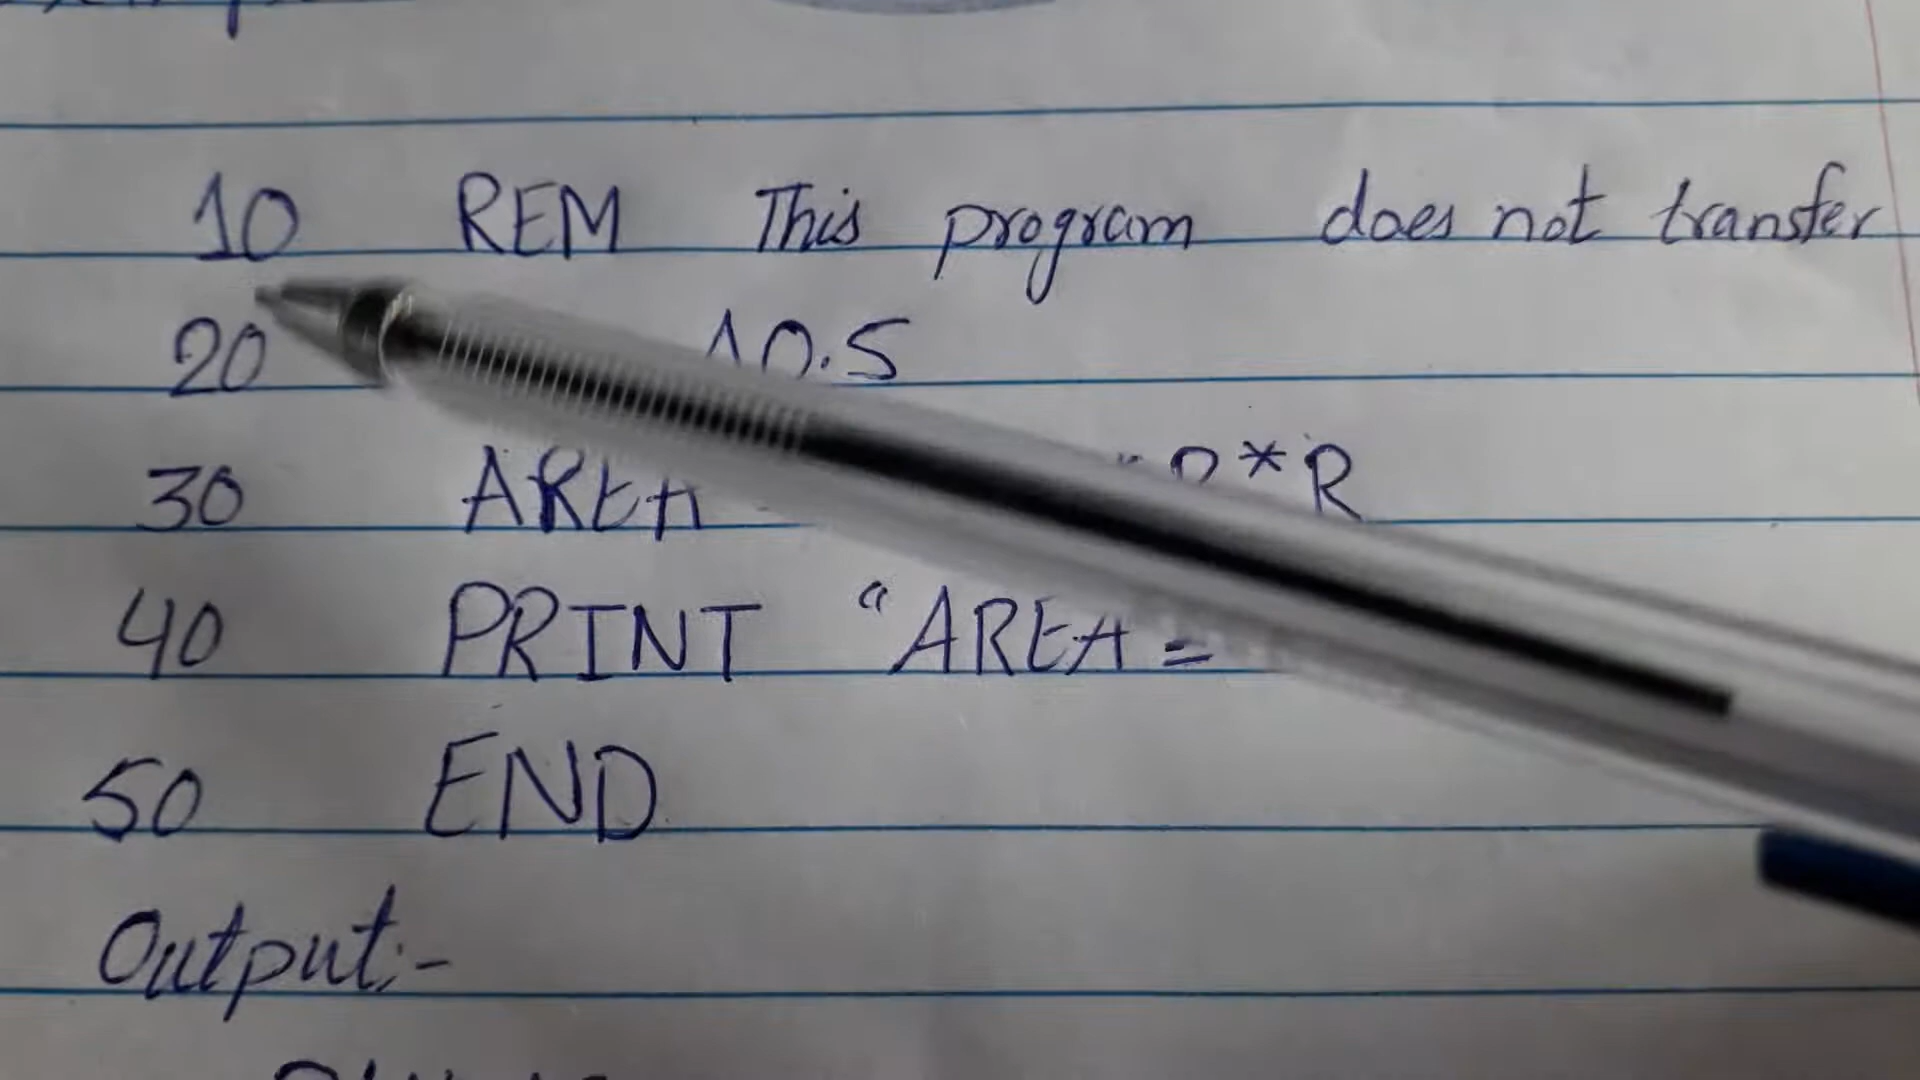 10 REM This program does not transfer
20 10.5
30 AREA R*R
40 PRINT "AREA=
50 END
Output:-